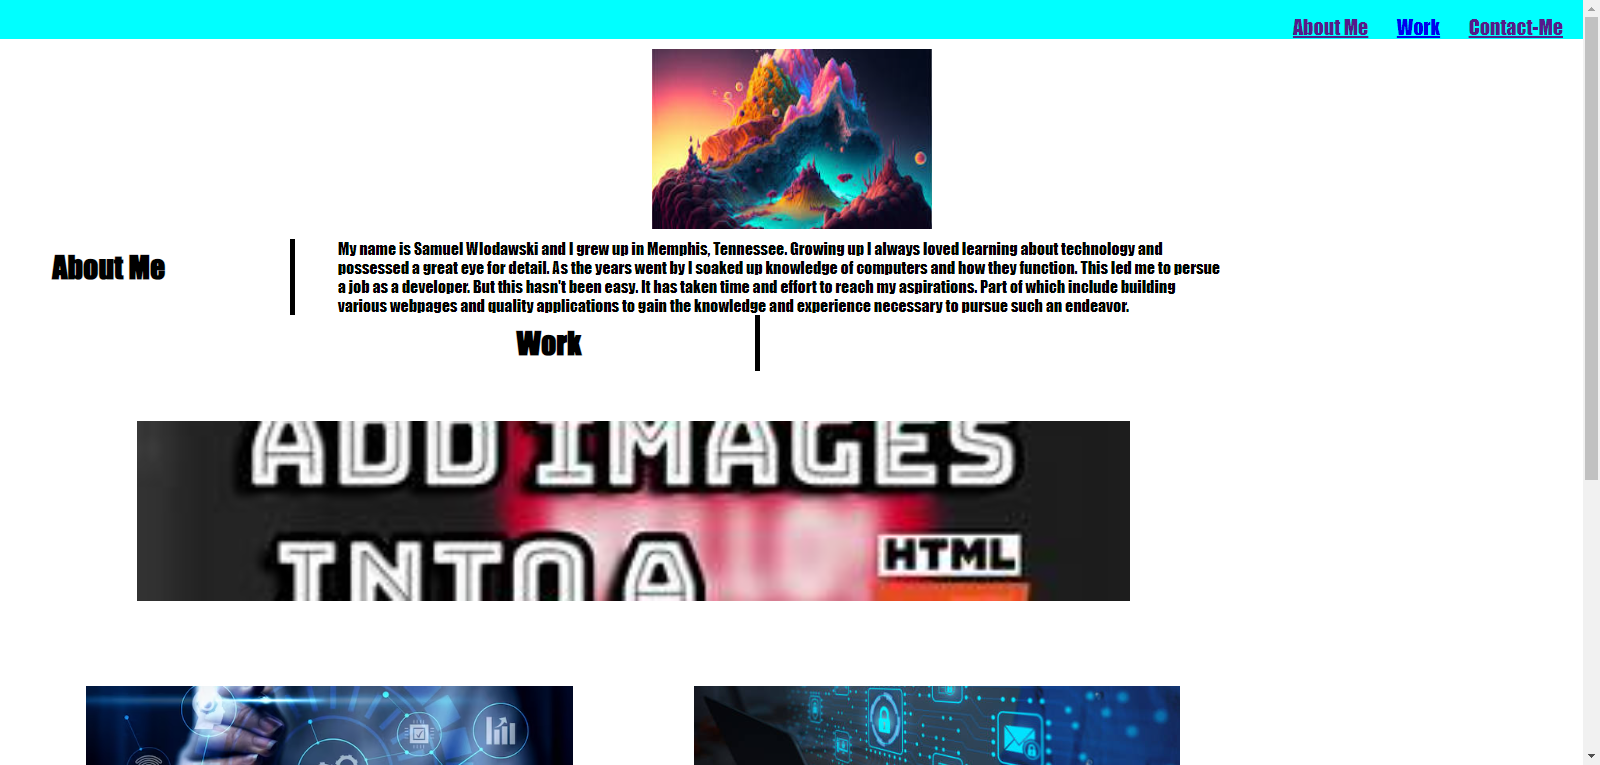 About Me Work Contact-Me
About Me
My name is Samuel Wlodawski and I grew up in Memphis, Tennessee. Growing up I always loved learning about technology and
possessed a great eye for detail. As the years went by I soaked up knowledge of computers and how they function. This led me to persue
a job as a developer. But this hasn't been easy. It has taken time and effort to reach my aspirations. Part of which include building
various webpages and quality applications to gain the knowledge and experience necessary to pursue such an endeavor.
Work
ADD IMAGES
INTO A
HTML